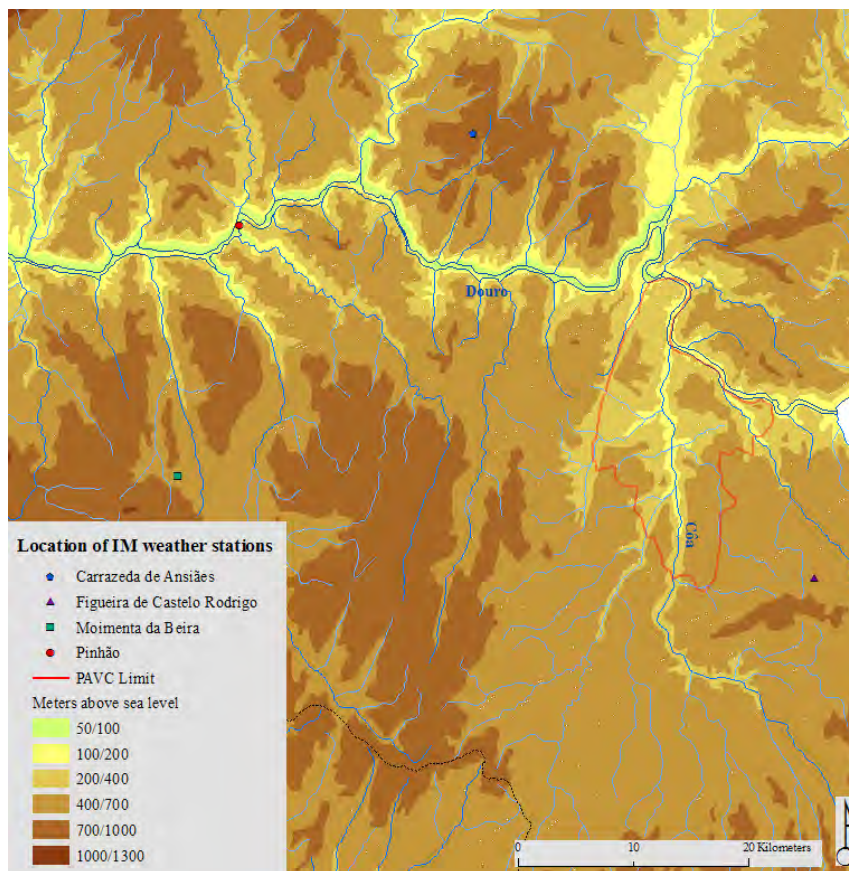 Douro
Côa
Location of IM weather stations
Carrazeda de Ansiães
Figueira de Castelo Rodrigo
Moimenta da Beira
Pinhão
PAVC Limit
Meters above sea level
50/100
100/200
200/400
400/700
700/1000
1000/1300
0 10 20 Kilometers